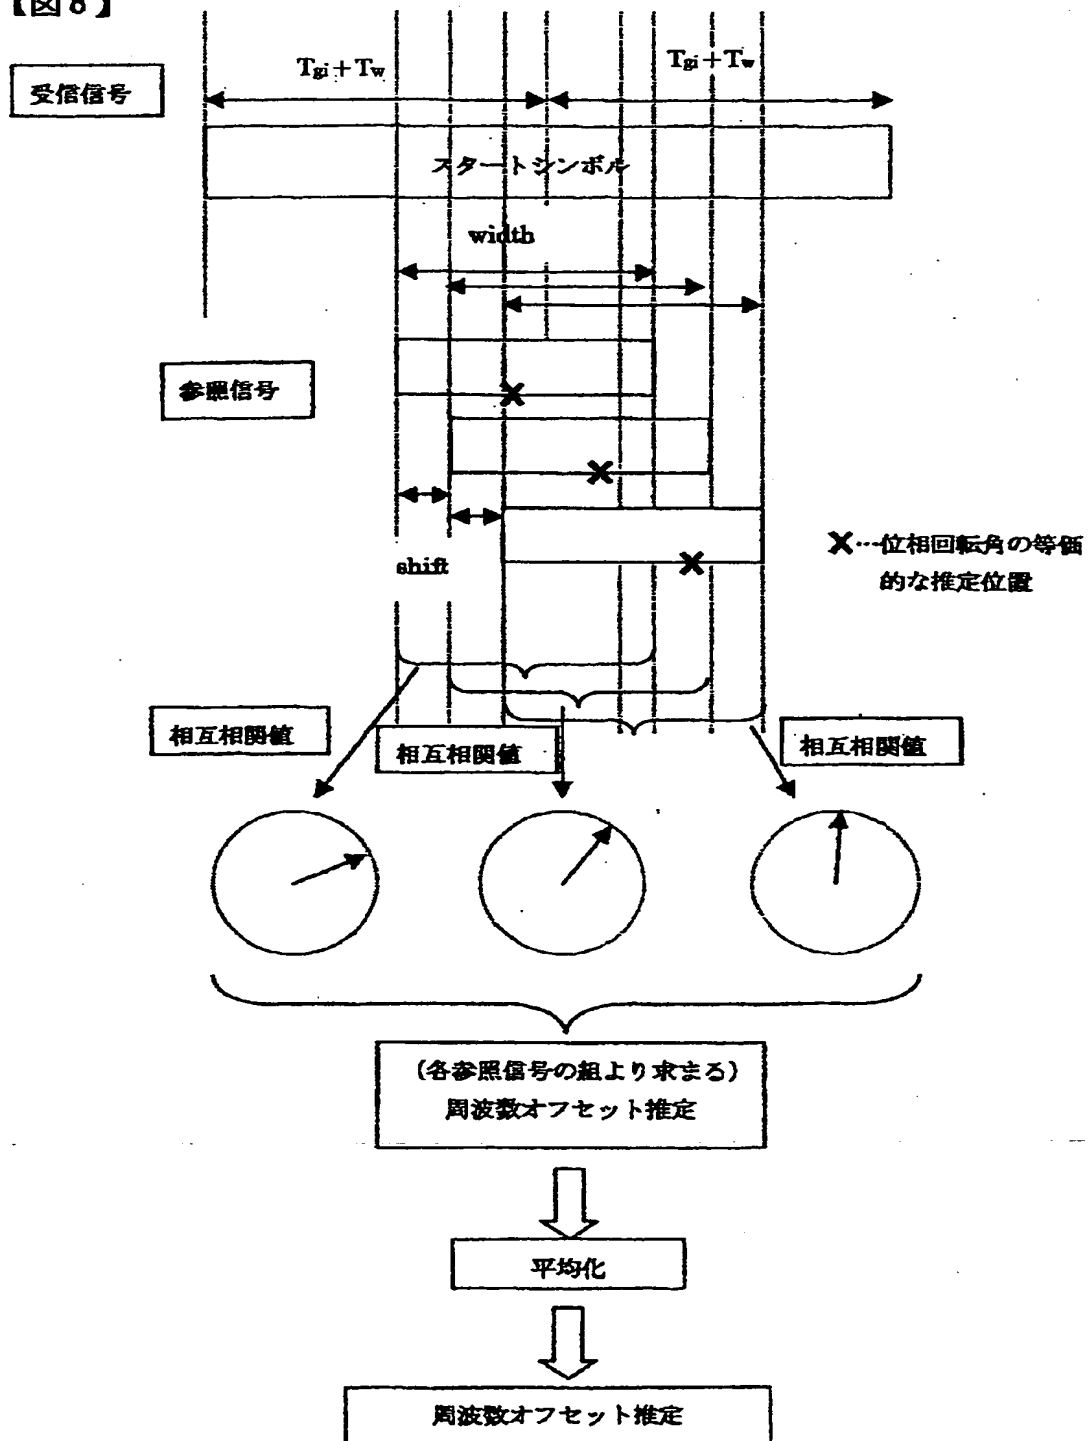 【図8】
Tgi+Tw
Tgi+Tw
受信信号
スタートシンボル
width
参照信号
×…位相回転角の等価
的な推定位置
shift
相互相関値
相互相関値
相互相関値
(各参照信号の組より求まる)
周波数オフセット推定
平均化
周波数オフセット推定